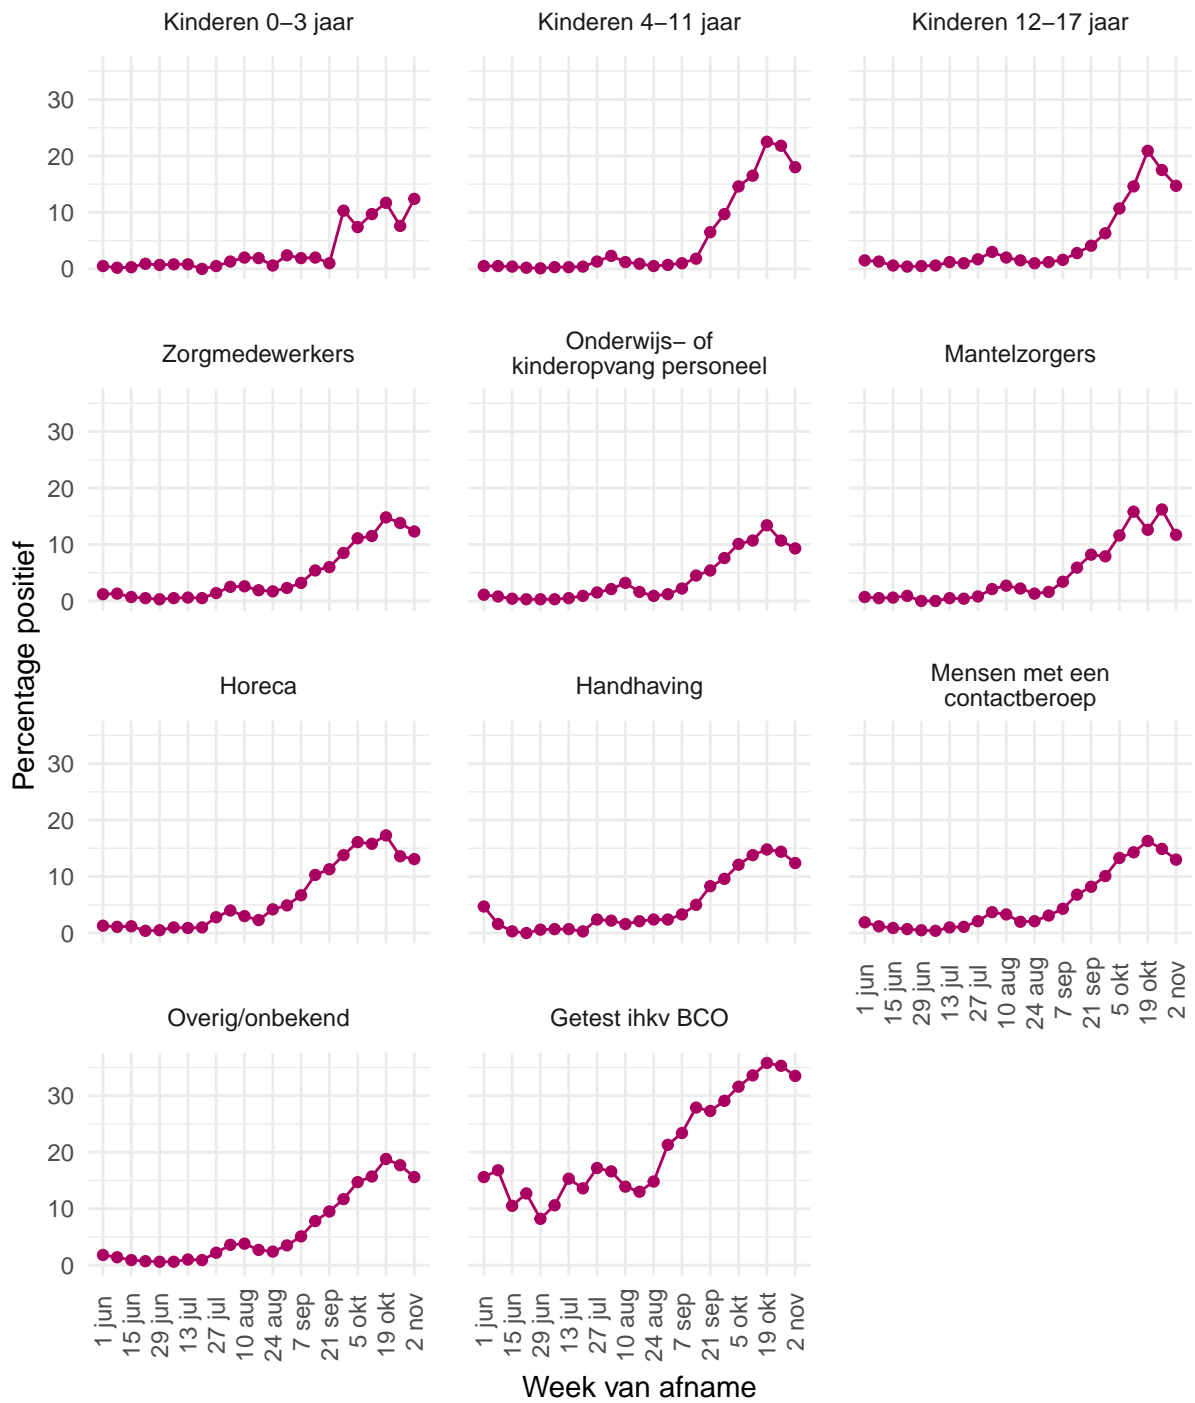 Kinderen 0–3 jaar
Kinderen 4–11 jaar
Kinderen 12–17 jaar
30
20
10
0
Zorgmedewerkers
Onderwijs– of
kinderopvang personeel
Mantelzorgers
30
20
10
0
Percentage positief
Horeca
Handhaving
Mensen met een
contactberoep
30
20
10
0
1 jun
15 jun
29 jun
13 jul
27 jul
10 aug
24 aug
7 sep
21 sep
5 okt
19 okt
2 nov
Overig/onbekend
Getest ihkv BCO
30
20
10
0
1 jun
15 jun
29 jun
13 jul
27 jul
10 aug
24 aug
7 sep
21 sep
5 okt
19 okt
2 nov
1 jun
15 jun
29 jun
13 jul
27 jul
10 aug
24 aug
7 sep
21 sep
5 okt
19 okt
2 nov
Week van afname